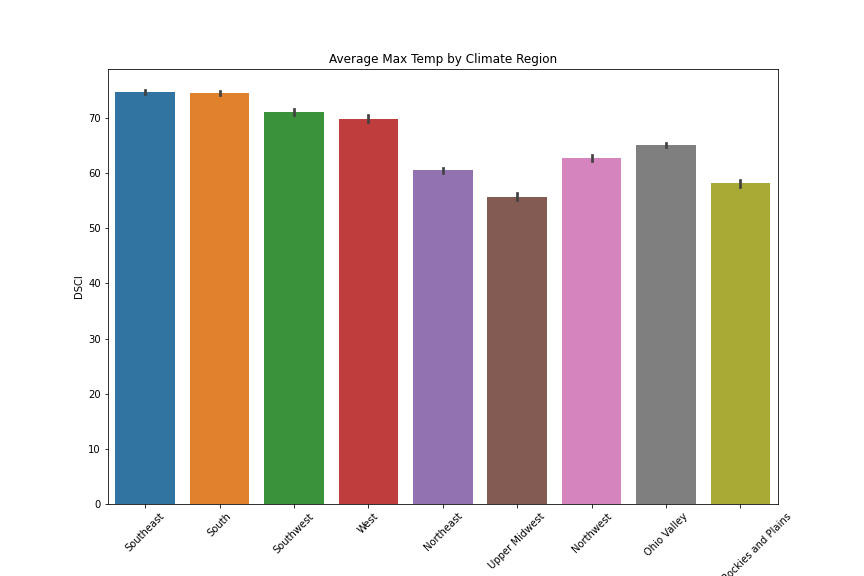 Average Max Temp by Climate Region
DSCI
70
60
50
40
30
20
10
0
Southeast
South
Southwest
West
Northeast
Upper Midwest
Northwest
Ohio Valley
Rockies and Plains